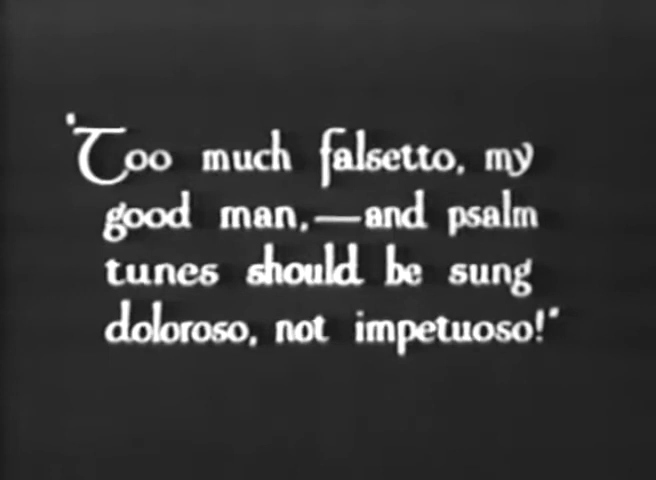 "Too much falsetto, my
good man,—and psalm
tunes should be sung
doloroso, not impetuoso!"